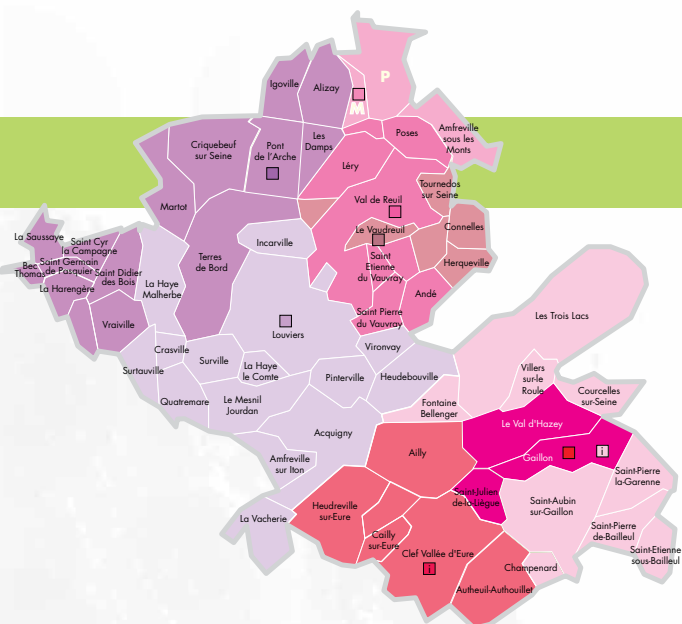 P
Igoville
Alizay
M
Criquebeuf
sur Seine
Pont
de l'Arche
Les
Damps
Poses
Amfreville
sous les
Monts
Léry
Tournedos
sur Seine
Val de Reuil
Martot
Connelles
Le Vaudreuil
La Saussaye
Saint Cyr
la Campagne
Incarville
Terres
de Bord
Saint
Etienne
du Vauvray
Herqueville
Bec
Thomas
Saint Germain
de Pasquier
Saint Didier
des Bois
La Haye
Malherbe
La Harengère
Andé
Saint Pierre
du Vauvray
Les Trois Lacs
Vraiville
Louviers
Vironvay
Crasville
Surville
La Haye
le Comte
Surtauville
Pinterville
Heudebouville
Villers
sur-le
Roule
Courcelles
sur-Seine
Quatremare
Le Mesnil
Jourdan
Fontaine
Bellenger
Le Val d'Hazey
Acquigny
Ailly
Gaillon
i
Amfreville
sur Iton
Saint-Pierre
la-Garenne
Saint-Julien
de-la-Liègue
Saint-Aubin
sur-Gaillon
Heudreville
sur-Eure
La Vacherie
Saint-Pierre
de-Bailleul
Cailly
sur-Eure
Clef Vallée d'Eure
i
Saint-Etienne
sous-Bailleul
Champenard
Autheuil-Authouillet